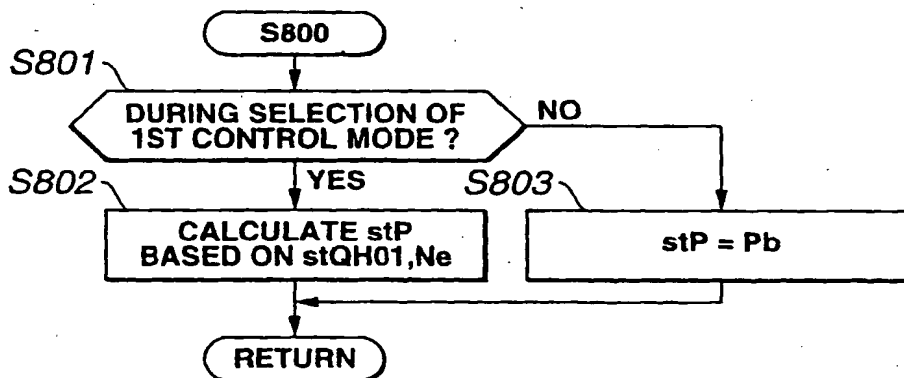 S800
S801
DURING SELECTION OF
1ST CONTROL MODE ?
NO
YES
S802
CALCULATE stP
BASED ON stQH01,Ne
S803
stP = Pb
RETURN